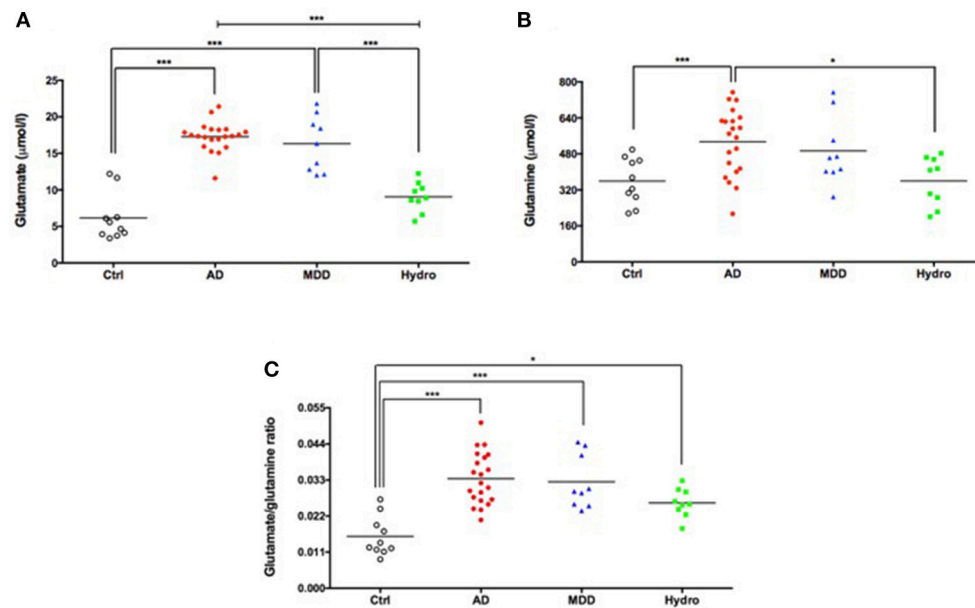 A
***
***
***
***
Glutamate (μmol/l)
25
20
15
10
5
0
Ctrl
AD
MDD
Hydro
B
***
*
Glutamine (μmol/l)
800
640
480
320
160
0
Ctrl
AD
MDD
Hydro
C
*
***
***
Glutamate/glutamine ratio
0.055
0.044
0.033
0.022
0.011
0.000
Ctrl
AD
MDD
Hydro